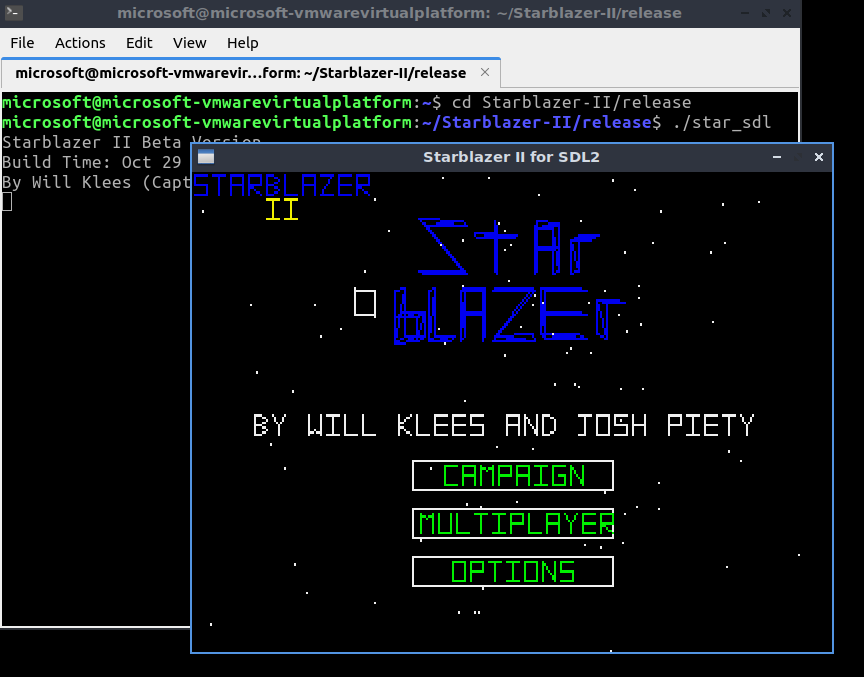 microsoft@microsoft-vmwarevirtualplatform: ~/Starblazer-II/release
File Actions Edit View Help
microsoft@microsoft-vmwarevir...form: ~/Starblazer-II/release
microsoft@microsoft-vmwarevirtualplatform:~$ cd Starblazer-II/release
microsoft@microsoft-vmwarevirtualplatform:~/Starblazer-II/release$ ./star_sdl
Starblazer II Beta Version
Build Time: Oct 29
By Will Klees (Capt
Starblazer II for SDL2
STARBLAZER
II
StAr
bLAZEr
BY WILL KLEES AND JOSH PIETY
CAMPAIGN
MULTIPLAYER
OPTIONS